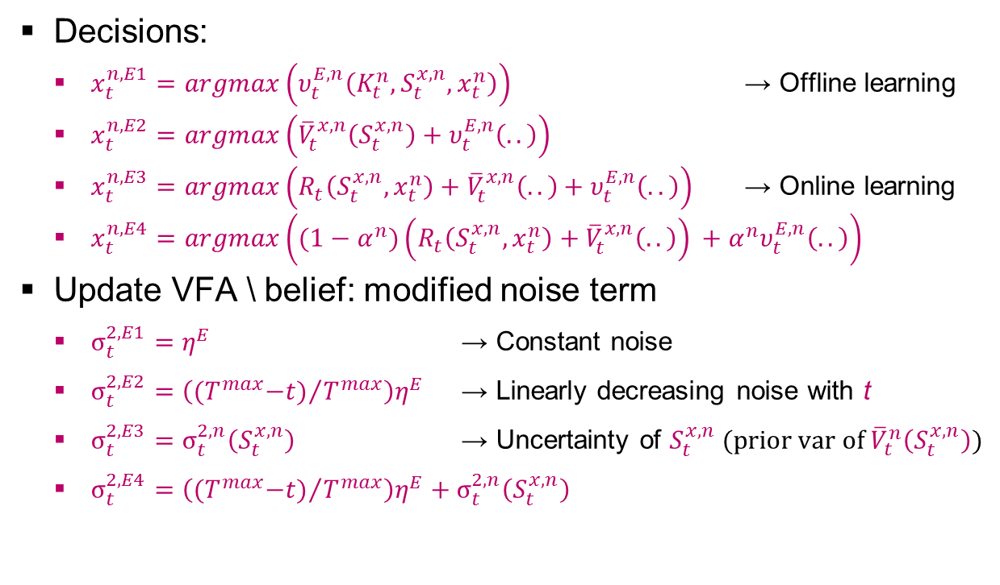 ▪ Decisions:
▪ $x_t^{n,E1} = argmax\left(\upsilon_t^{E,n}(K_t^n, S_t^{x,n}, x_t^n)\right)$ → Offline learning
▪ $x_t^{n,E2} = argmax\left(\bar{V}_t^{x,n}(S_t^{x,n}) + \upsilon_t^{E,n}(..)\right)$
▪ $x_t^{n,E3} = argmax\left(R_t(S_t^{x,n}, x_t^n) + \bar{V}_t^{x,n}(..) + \upsilon_t^{E,n}(..)\right)$ → Online learning
▪ $x_t^{n,E4} = argmax\left((1 - \alpha^n)\left(R_t(S_t^{x,n}, x_t^n) + \bar{V}_t^{x,n}(..)\right) + \alpha^n \upsilon_t^{E,n}(..)\right)$
▪ Update VFA \ belief: modified noise term
▪ $\sigma_t^{2,E1} = \eta^E$ → Constant noise
▪ $\sigma_t^{2,E2} = ((T^{max}-t)/T^{max})\eta^E$ → Linearly decreasing noise with $t$
▪ $\sigma_t^{2,E3} = \sigma_t^{2,n}(S_t^{x,n})$ → Uncertainty of $S_t^{x,n}$ (prior var of $\bar{V}_t^n(S_t^{x,n})$)
▪ $\sigma_t^{2,E4} = ((T^{max}-t)/T^{max})\eta^E + \sigma_t^{2,n}(S_t^{x,n})$